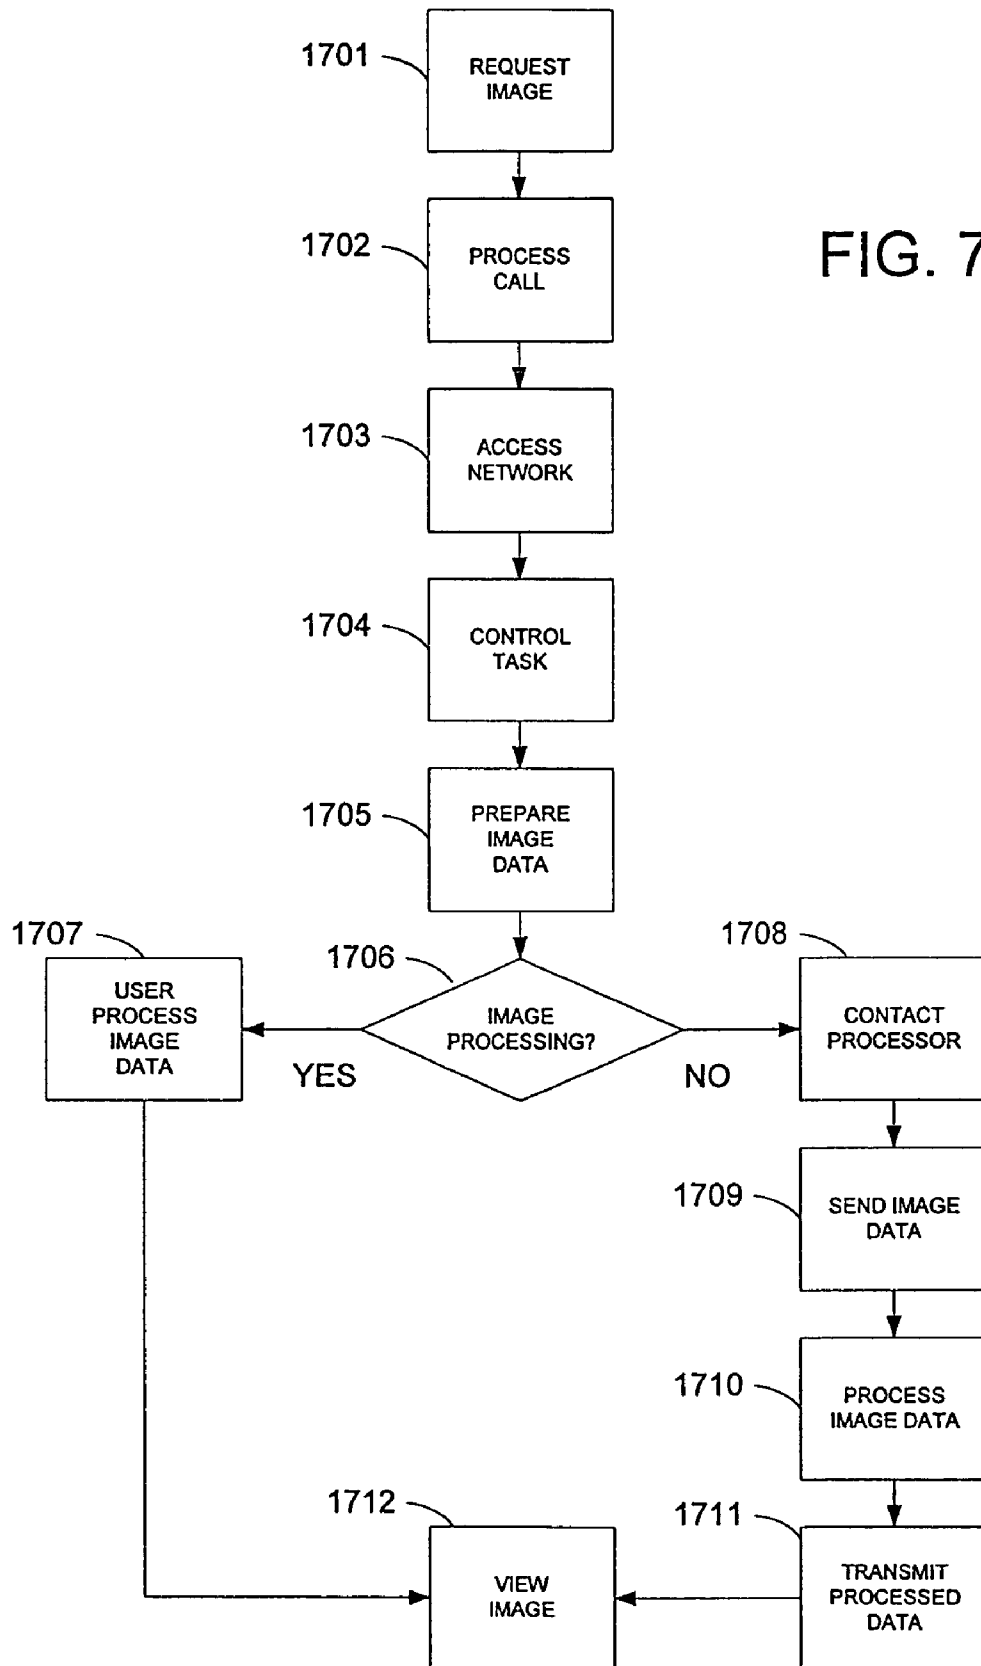 1701
REQUEST
IMAGE
1702
PROCESS
CALL
FIG. 7
1703
ACCESS
NETWORK
1704
CONTROL
TASK
1705
PREPARE
IMAGE
DATA
1707
USER
PROCESS
IMAGE
DATA
1706
IMAGE
PROCESSING?
YES
NO
1708
CONTACT
PROCESSOR
1709
SEND IMAGE
DATA
1710
PROCESS
IMAGE DATA
1711
TRANSMIT
PROCESSED
DATA
1712
VIEW
IMAGE